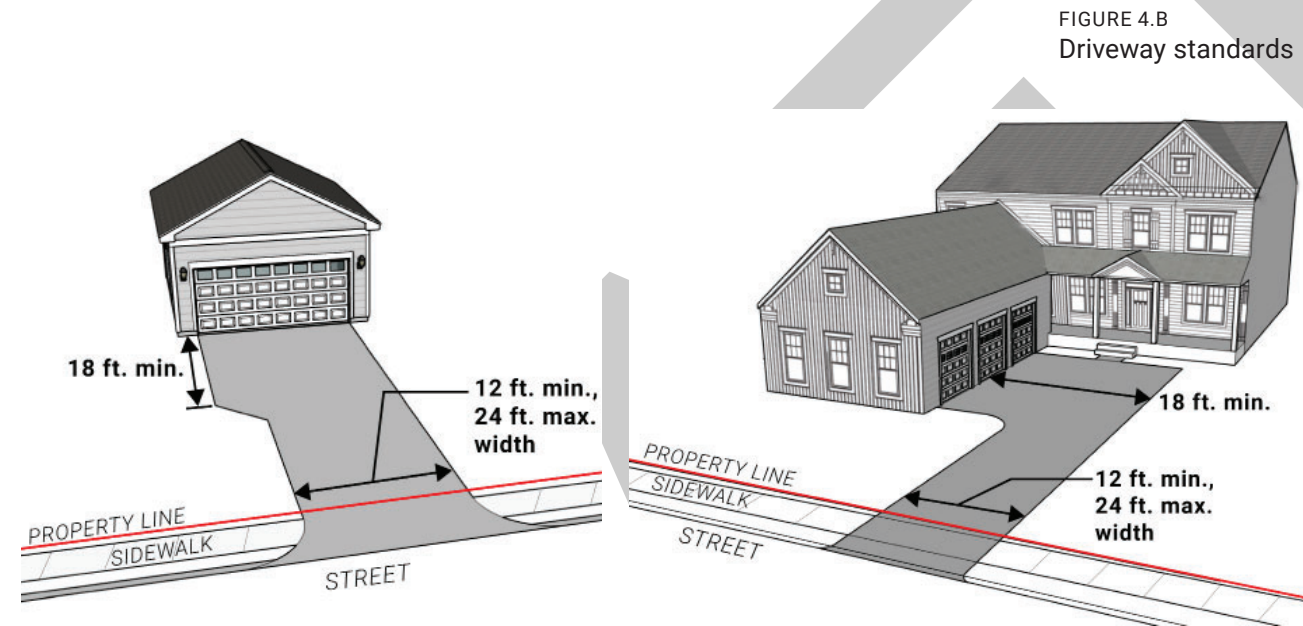 FIGURE 4.B
Driveway standards
18 ft. min.
12 ft. min.,
24 ft. max.
width
PROPERTY LINE
SIDEWALK
STREET
18 ft. min.
12 ft. min.,
24 ft. max.
width
PROPERTY LINE
SIDEWALK
STREET